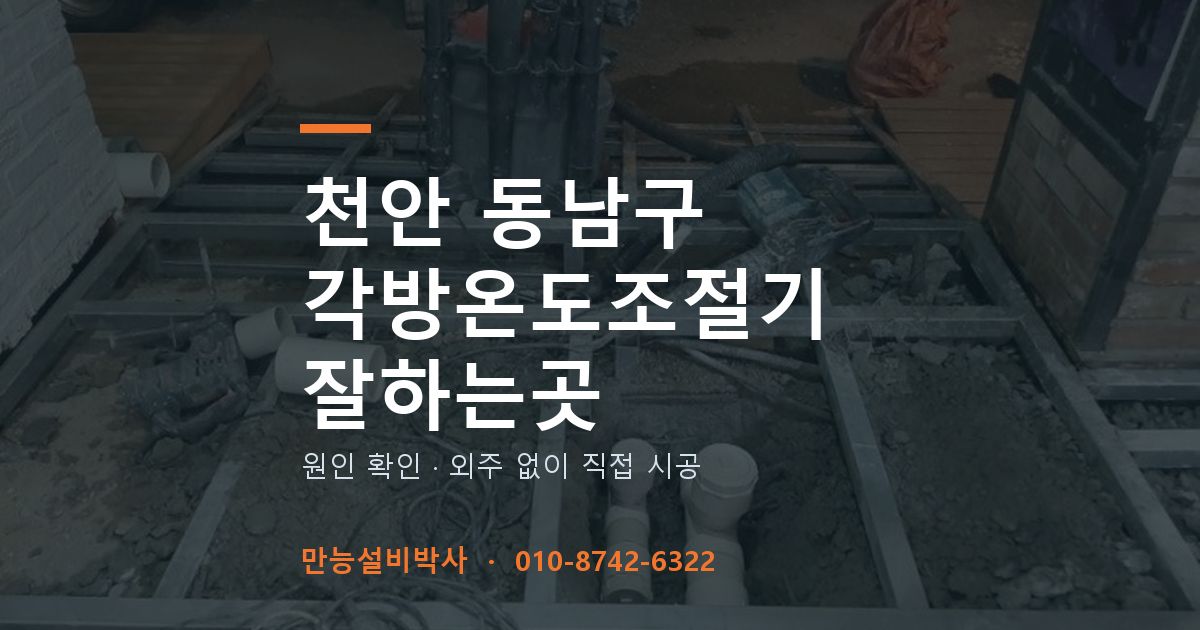 천안 동남구
각방온도조절기
잘하는곳
원인 확인 · 외주 없이 직접 시공
만능설비박사 · 010-8742-6322